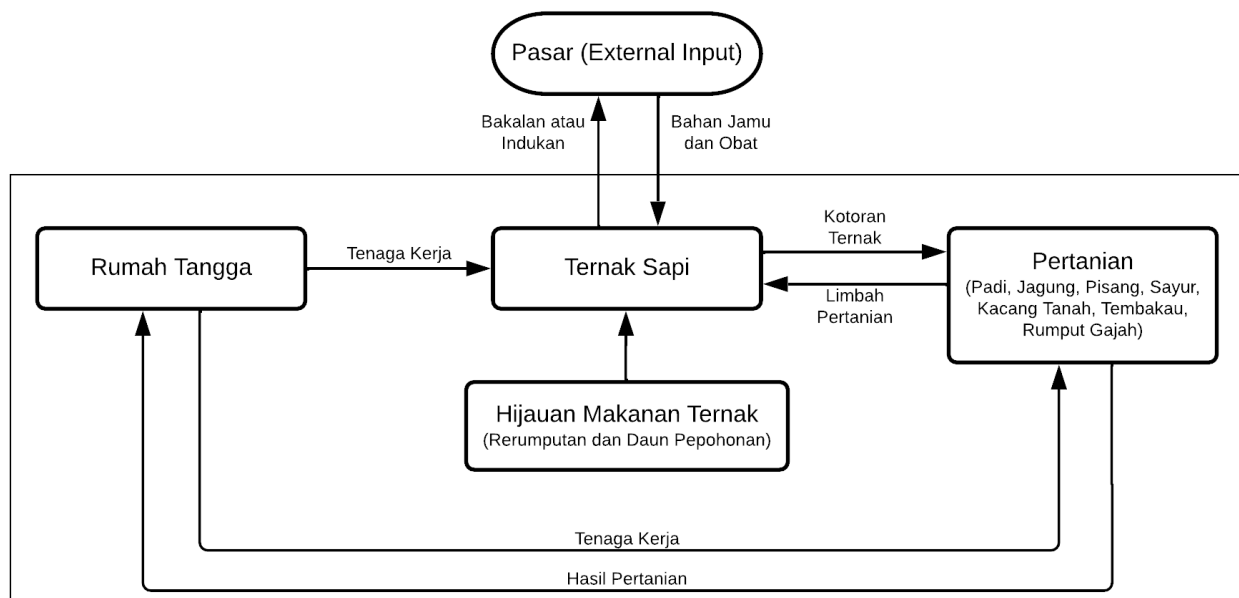 Pasar (External Input)
Bakalan atau
Indukan
Bahan Jamu
dan Obat
Rumah Tangga
Tenaga Kerja
Ternak Sapi
Kotoran
Ternak
Limbah
Pertanian
Pertanian
(Padi, Jagung, Pisang, Sayur,
Kacang Tanah, Tembakau,
Rumput Gajah)
Hijauan Makanan Ternak
(Rerumputan dan Daun Pepohonan)
Tenaga Kerja
Hasil Pertanian